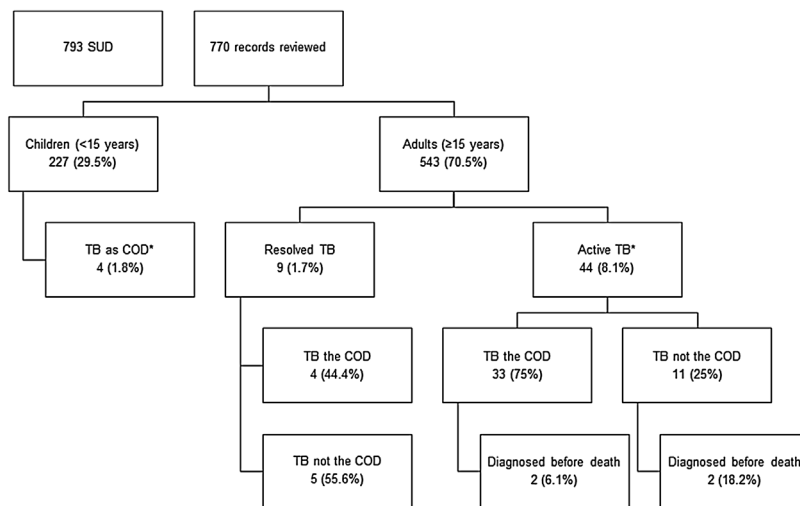 793 SUD
770 records reviewed
Children (<15 years)
227 (29.5%)
Adults (≥15 years)
543 (70.5%)
TB as COD*
4 (1.8%)
Resolved TB
9 (1.7%)
Active TB*
44 (8.1%)
TB the COD
4 (44.4%)
TB the COD
33 (75%)
TB not the COD
11 (25%)
TB not the COD
5 (55.6%)
Diagnosed before death
2 (6.1%)
Diagnosed before death
2 (18.2%)